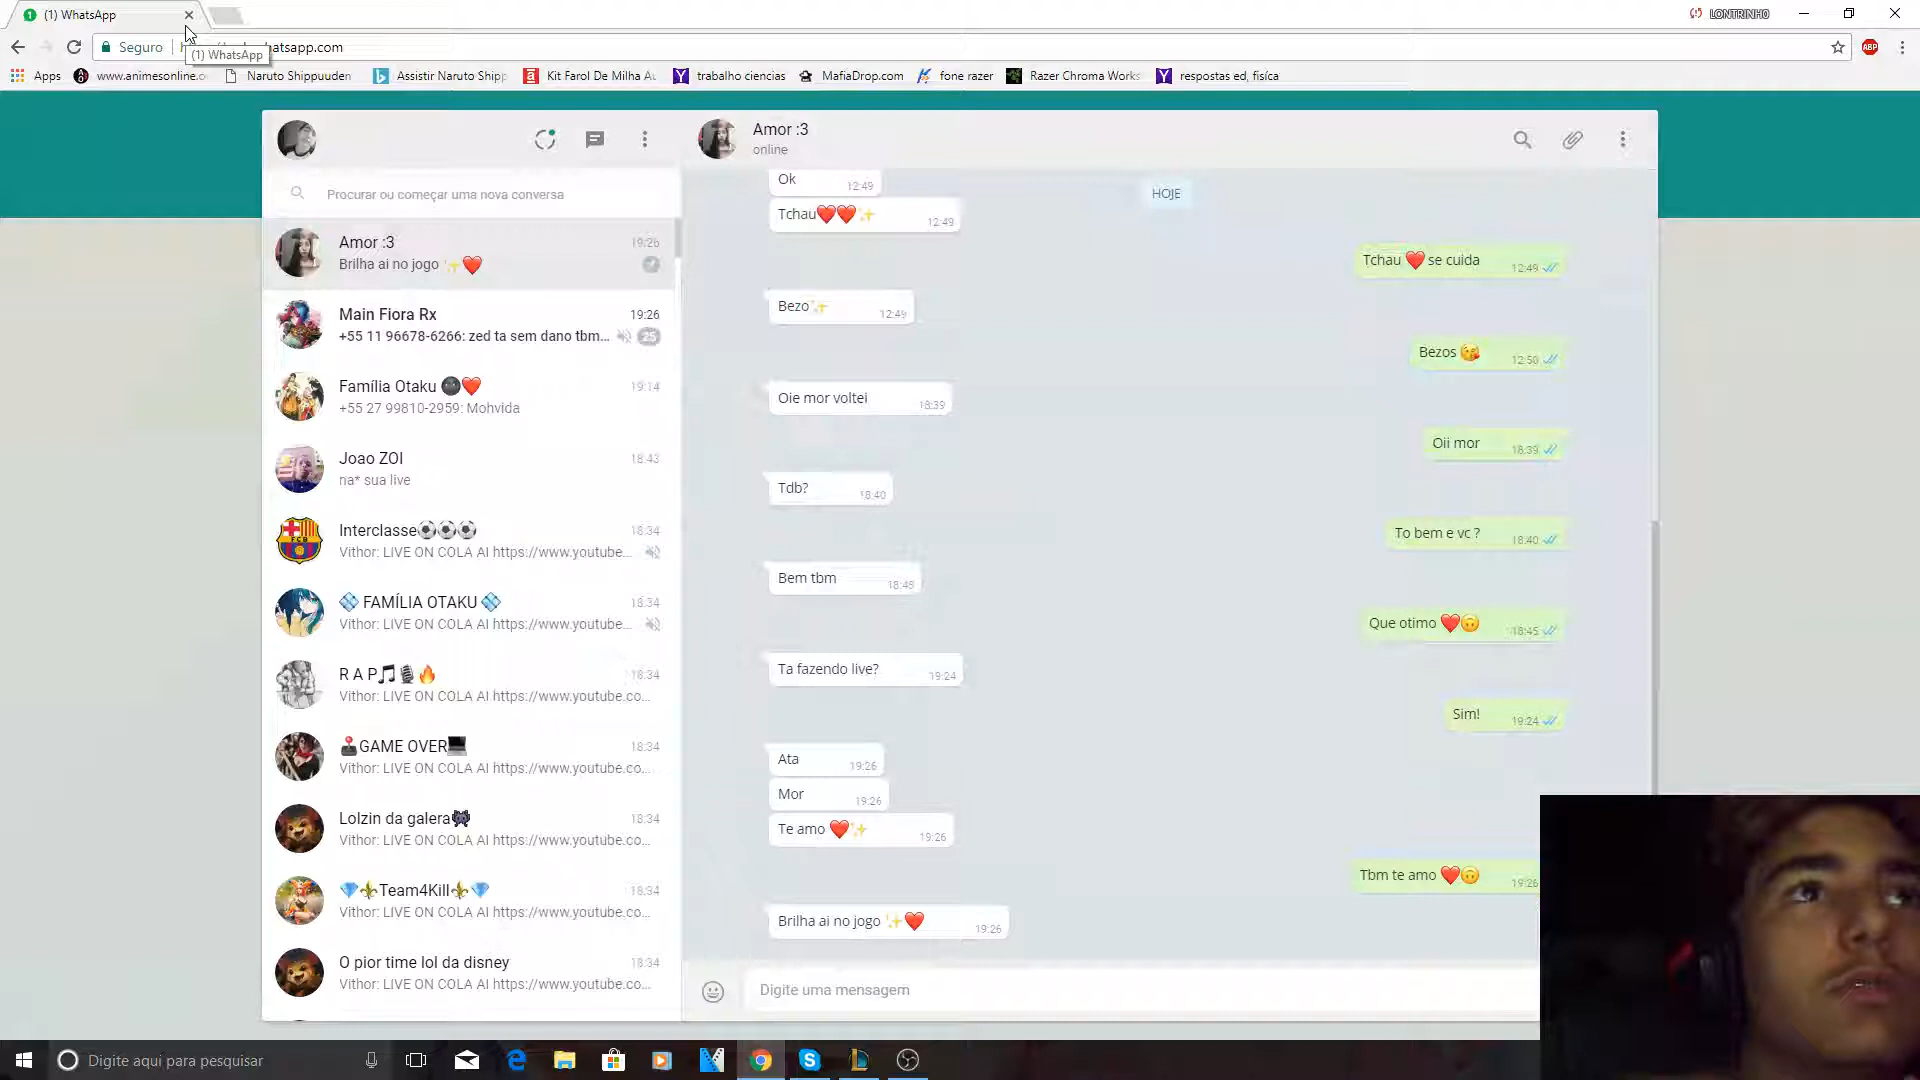 (1) WhatsApp
LONTRINH0
Seguro
hatsapp.com
(1) WhatsApp
ABP
Apps
www.animesonline.o
Naruto Shippuuden
Assistir Naruto Shipp
Kit Farol De Milha Au
trabalho ciencias
MafiaDrop.com
fone razer
Razer Chroma Works
respostas ed, fisíca
Amor :3
online
Procurar ou começar uma nova conversa
Amor :3 19:26
Brilha ai no jogo ✨❤️
Main Fiora Rx 19:26
+55 11 96678-6266: zed ta sem dano tbm... 25
Família Otaku 🌚❤️ 19:14
+55 27 99810-2959: Mohvida
Joao ZOI 18:43
na* sua live
Interclasse⚽⚽⚽ 18:34
Vithor: LIVE ON COLA AI https://www.youtube...
💠 FAMÍLIA OTAKU 💠 18:34
Vithor: LIVE ON COLA AI https://www.youtube...
R A P🎵🎙️🔥 18:34
Vithor: LIVE ON COLA AI https://www.youtube.co...
🕹️GAME OVER💻 18:34
Vithor: LIVE ON COLA AI https://www.youtube.co...
Lolzin da galera👾 18:34
Vithor: LIVE ON COLA AI https://www.youtube.co...
💎⚜️Team4Kill⚜️💎 18:34
Vithor: LIVE ON COLA AI https://www.youtube.co...
O pior time lol da disney 18:34
Vithor: LIVE ON COLA AI https://www.youtube.co...
Ok 12:49
HOJE
Tchau❤️❤️✨ 12:49
Tchau ❤️ se cuida 12:49
Bezo✨ 12:49
Bezos 😘 12:50
Oie mor voltei 18:39
Oii mor 18:39
Tdb? 18:40
To bem e vc ? 18:40
Bem tbm 18:45
Que otimo ❤️🙃 18:45
Ta fazendo live? 19:24
Sim! 19:24
Ata 19:26
Mor 19:26
Te amo ❤️✨ 19:26
Tbm te amo ❤️🙃 19:26
Brilha ai no jogo ✨❤️ 19:26
Digite uma mensagem
Digite aqui para pesquisar